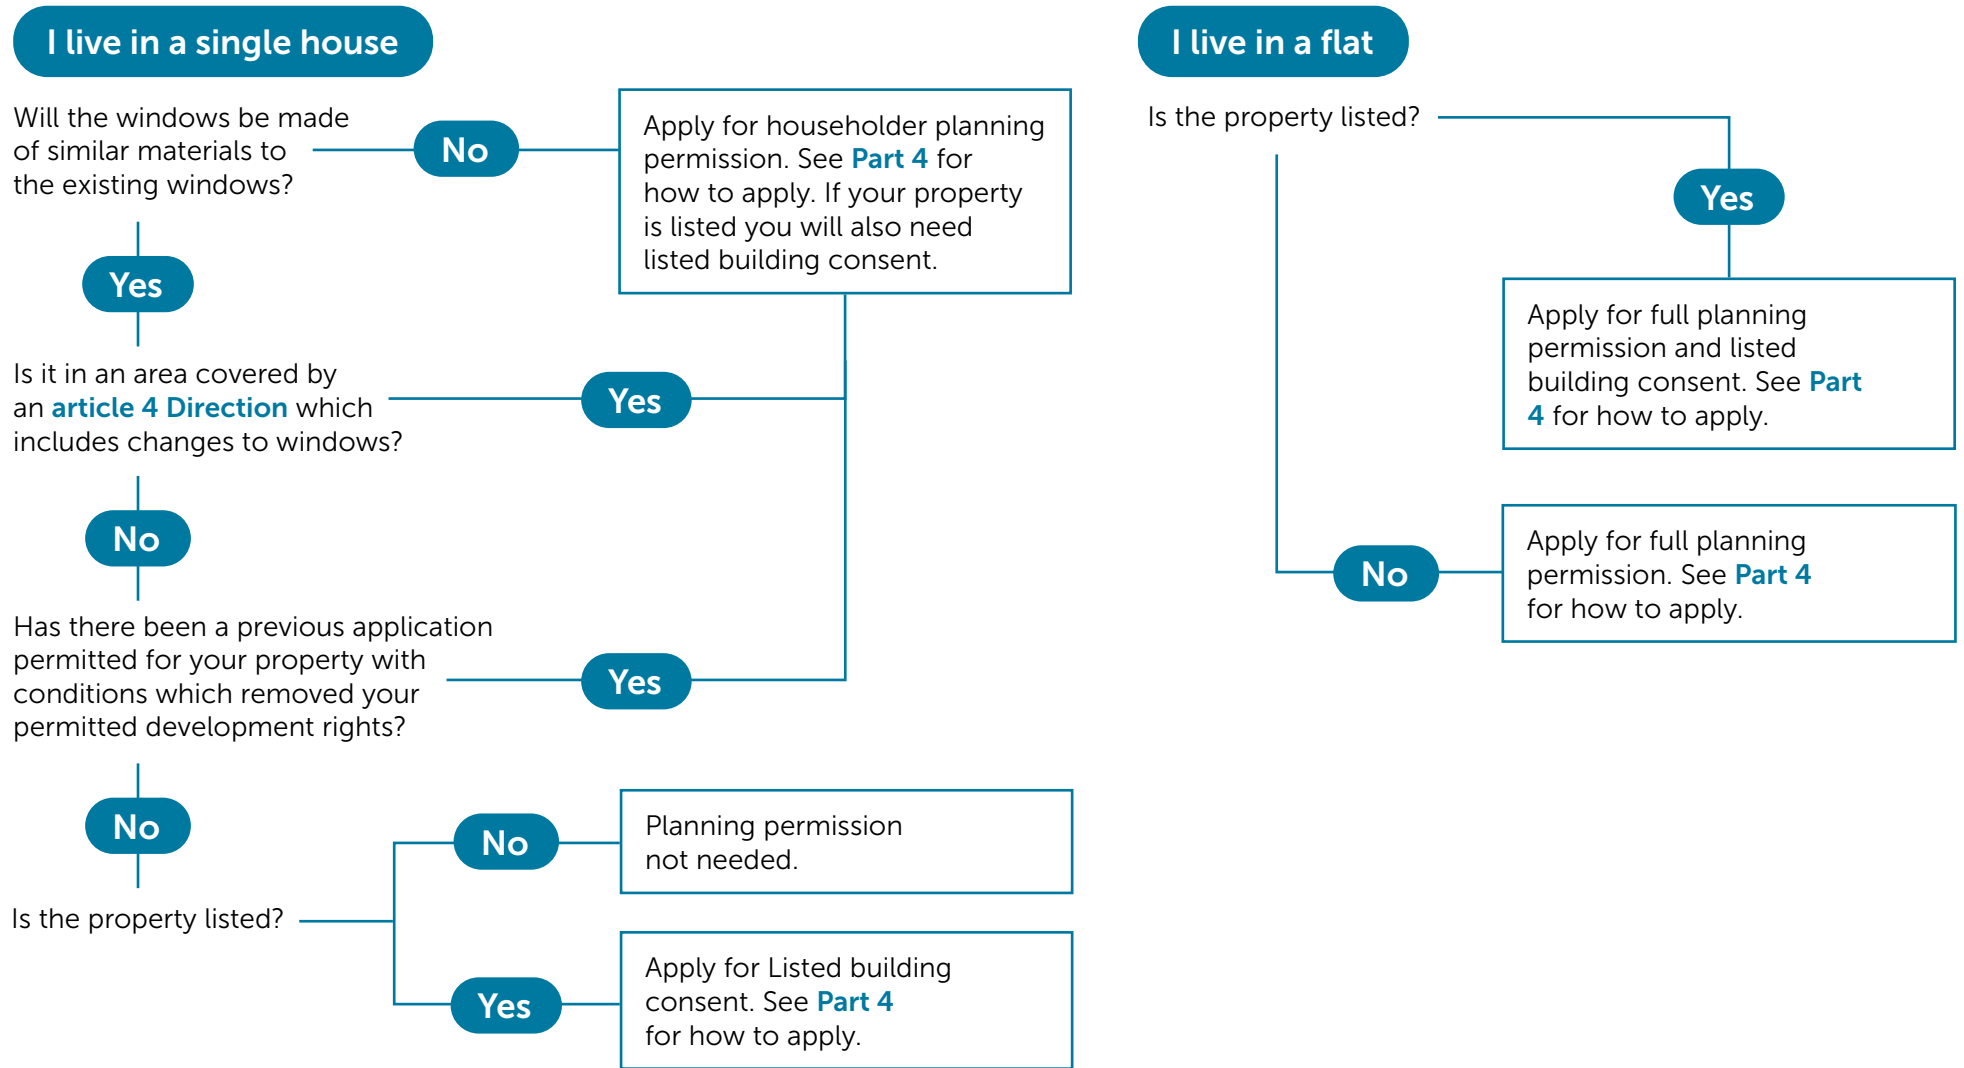 I live in a single house
Will the windows be made
of similar materials to
the existing windows?
No
Apply for householder planning
permission. See Part 4 for
how to apply. If your property
is listed you will also need
listed building consent.
Yes
Is it in an area covered by
an article 4 Direction which
includes changes to windows?
Yes
No
Has there been a previous application
permitted for your property with
conditions which removed your
permitted development rights?
Yes
No
Is the property listed?
No
Planning permission
not needed.
Yes
Apply for Listed building
consent. See Part 4
for how to apply.
I live in a flat
Is the property listed?
Yes
Apply for full planning
permission and listed
building consent. See Part
4 for how to apply.
No
Apply for full planning
permission. See Part 4
for how to apply.